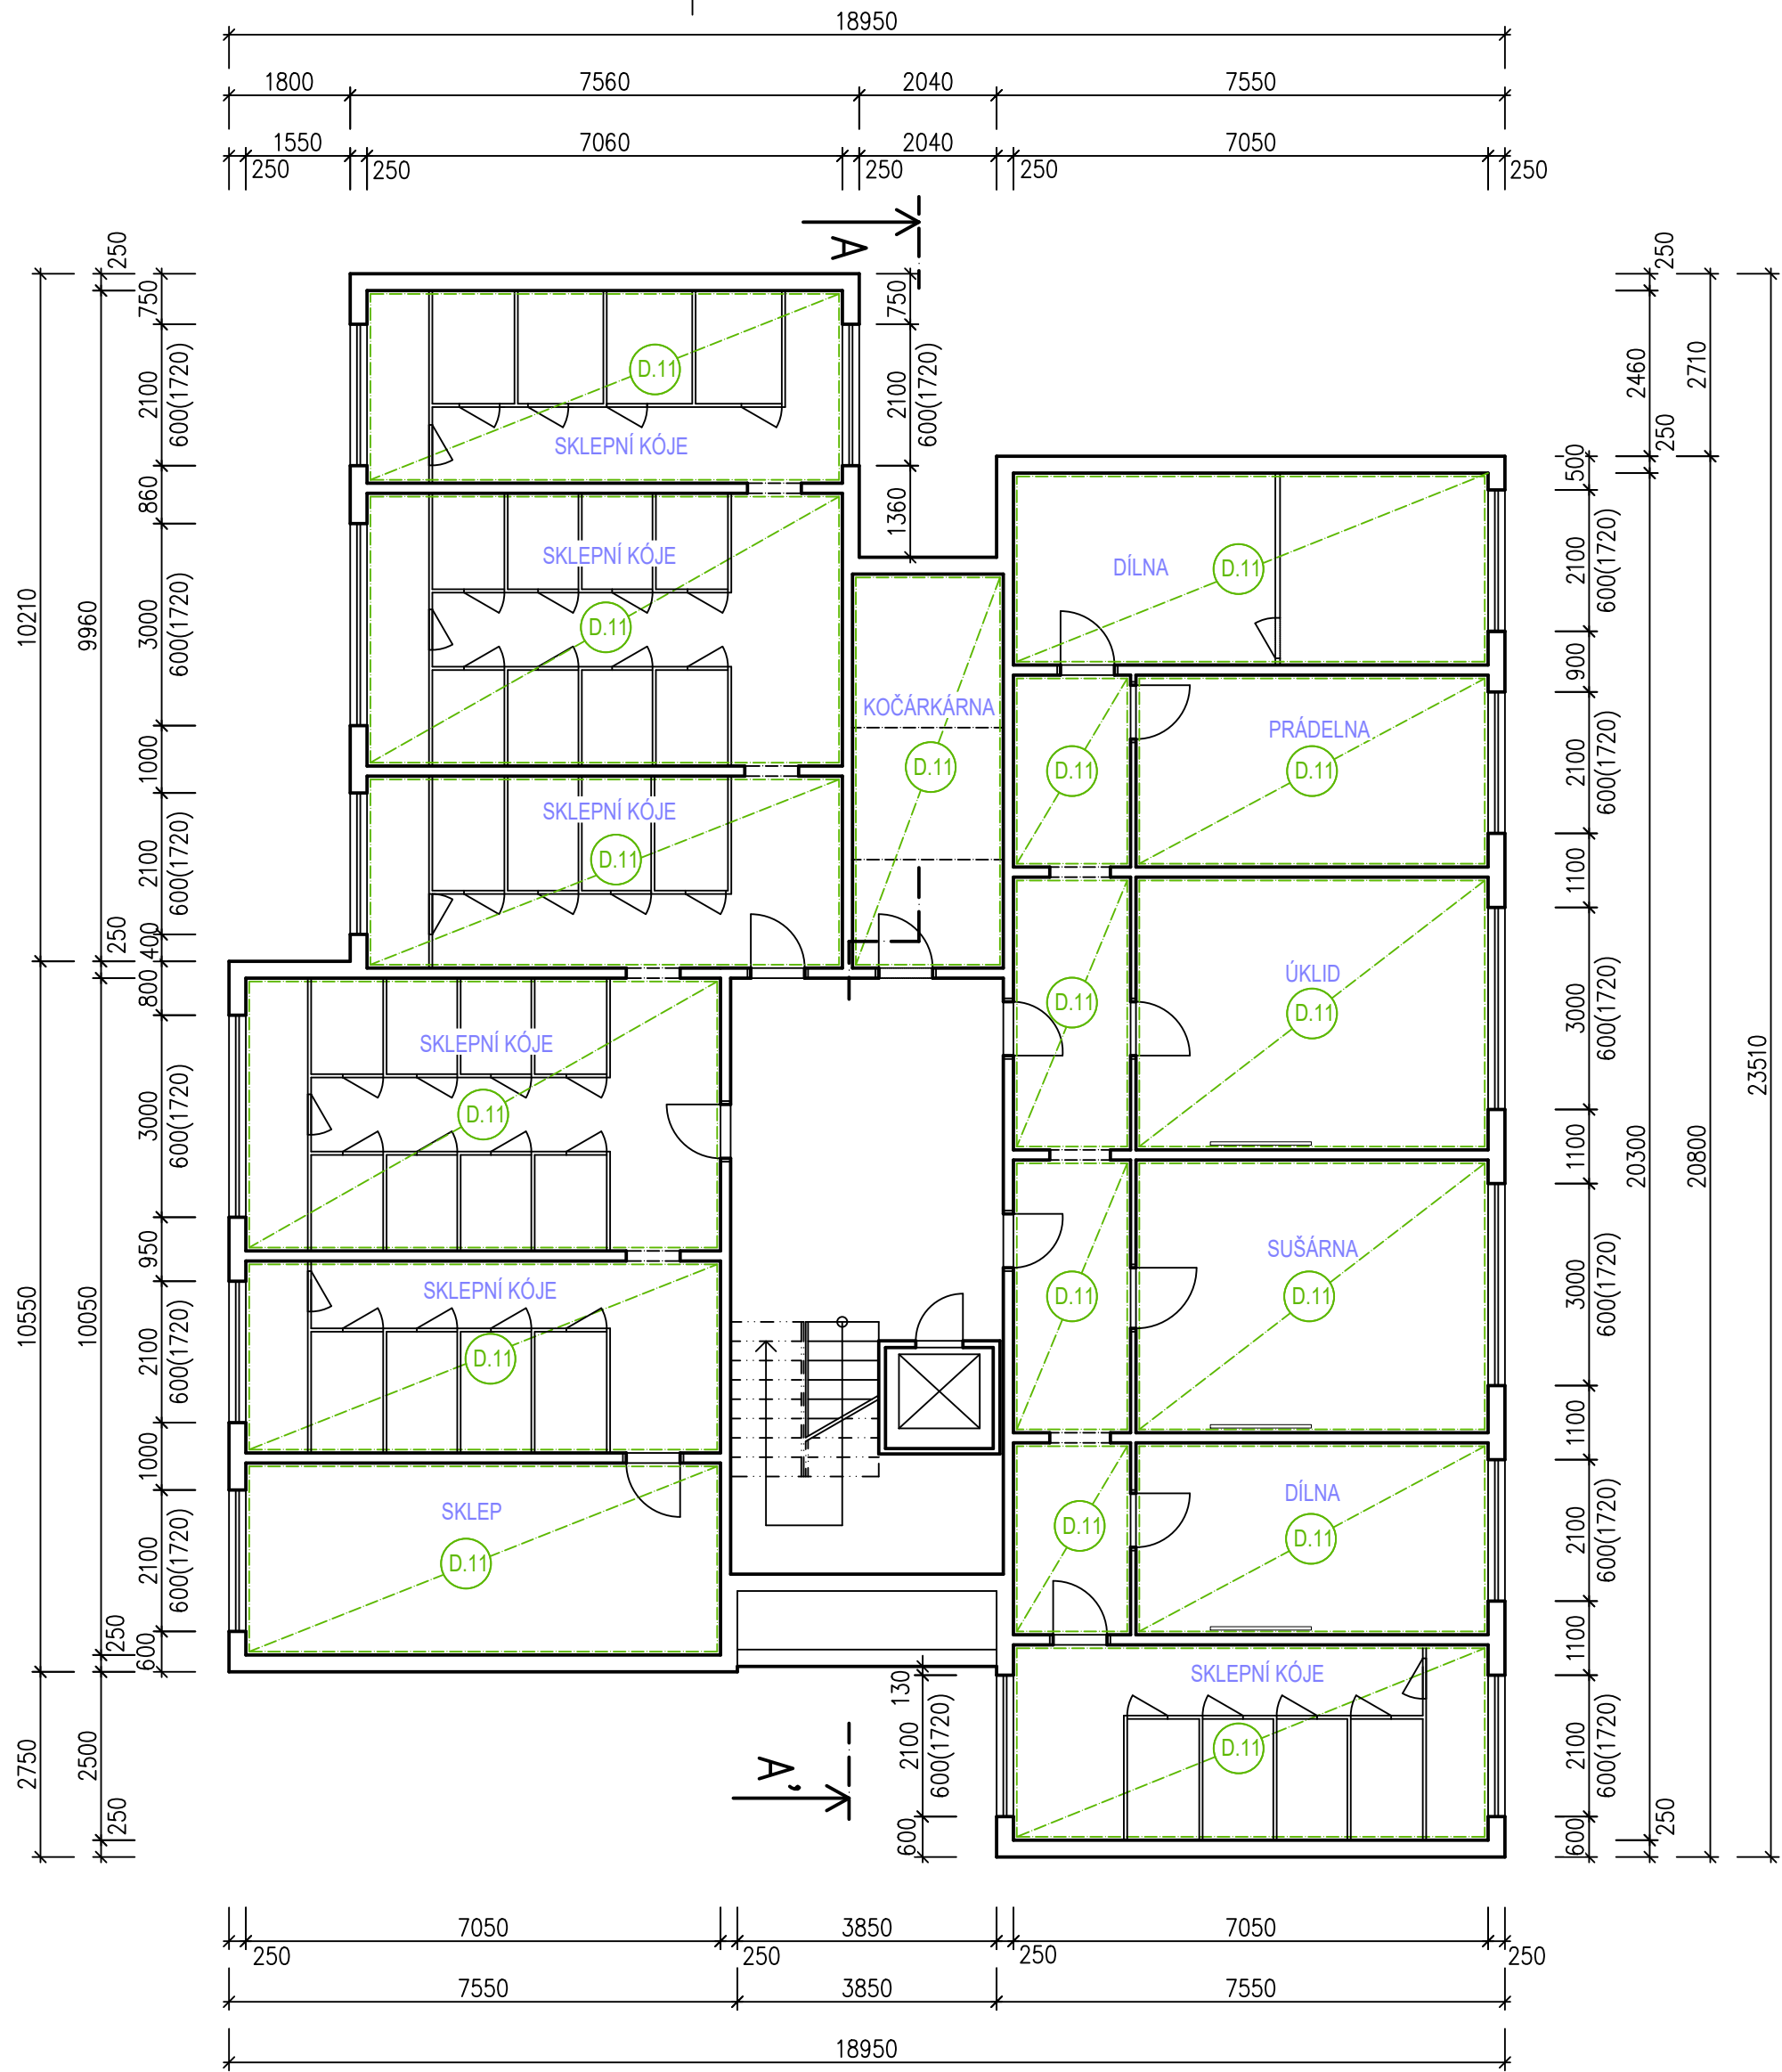 18950
1800 7560 2040 7550
1550 7060 2040 7050
250 250 250 250 250
A
250
750
2100
600(1720)
860
3000
600(1720)
1000
2100
600(1720)
400
250
800
3000
600(1720)
950
2100
600(1720)
1000
2100
600(1720)
600
250
10210
9960
10550
10050
2750
2500
250
750
2100
600(1720)
1360
SKLEPNÍ KÓJE
D.11
SKLEPNÍ KÓJE
D.11
SKLEPNÍ KÓJE
D.11
KOČÁRKÁRNA
D.11
DÍLNA
D.11
PRÁDELNA
D.11
D.11
ÚKLID
D.11
D.11
SKLEPNÍ KÓJE
D.11
SUŠÁRNA
D.11
D.11
SKLEPNÍ KÓJE
D.11
DÍLNA
D.11
D.11
SKLEP
D.11
SKLEPNÍ KÓJE
D.11
130
2100
600(1720)
600
A'
500
2100
600(1720)
900
2100
600(1720)
1100
3000
600(1720)
1100
3000
600(1720)
1100
2100
600(1720)
1100
2100
600(1720)
600
250
2460
250
2710
20300
20800
23510
250
7050 3850 7050
250 250 250 250
7550 3850 7550
18950